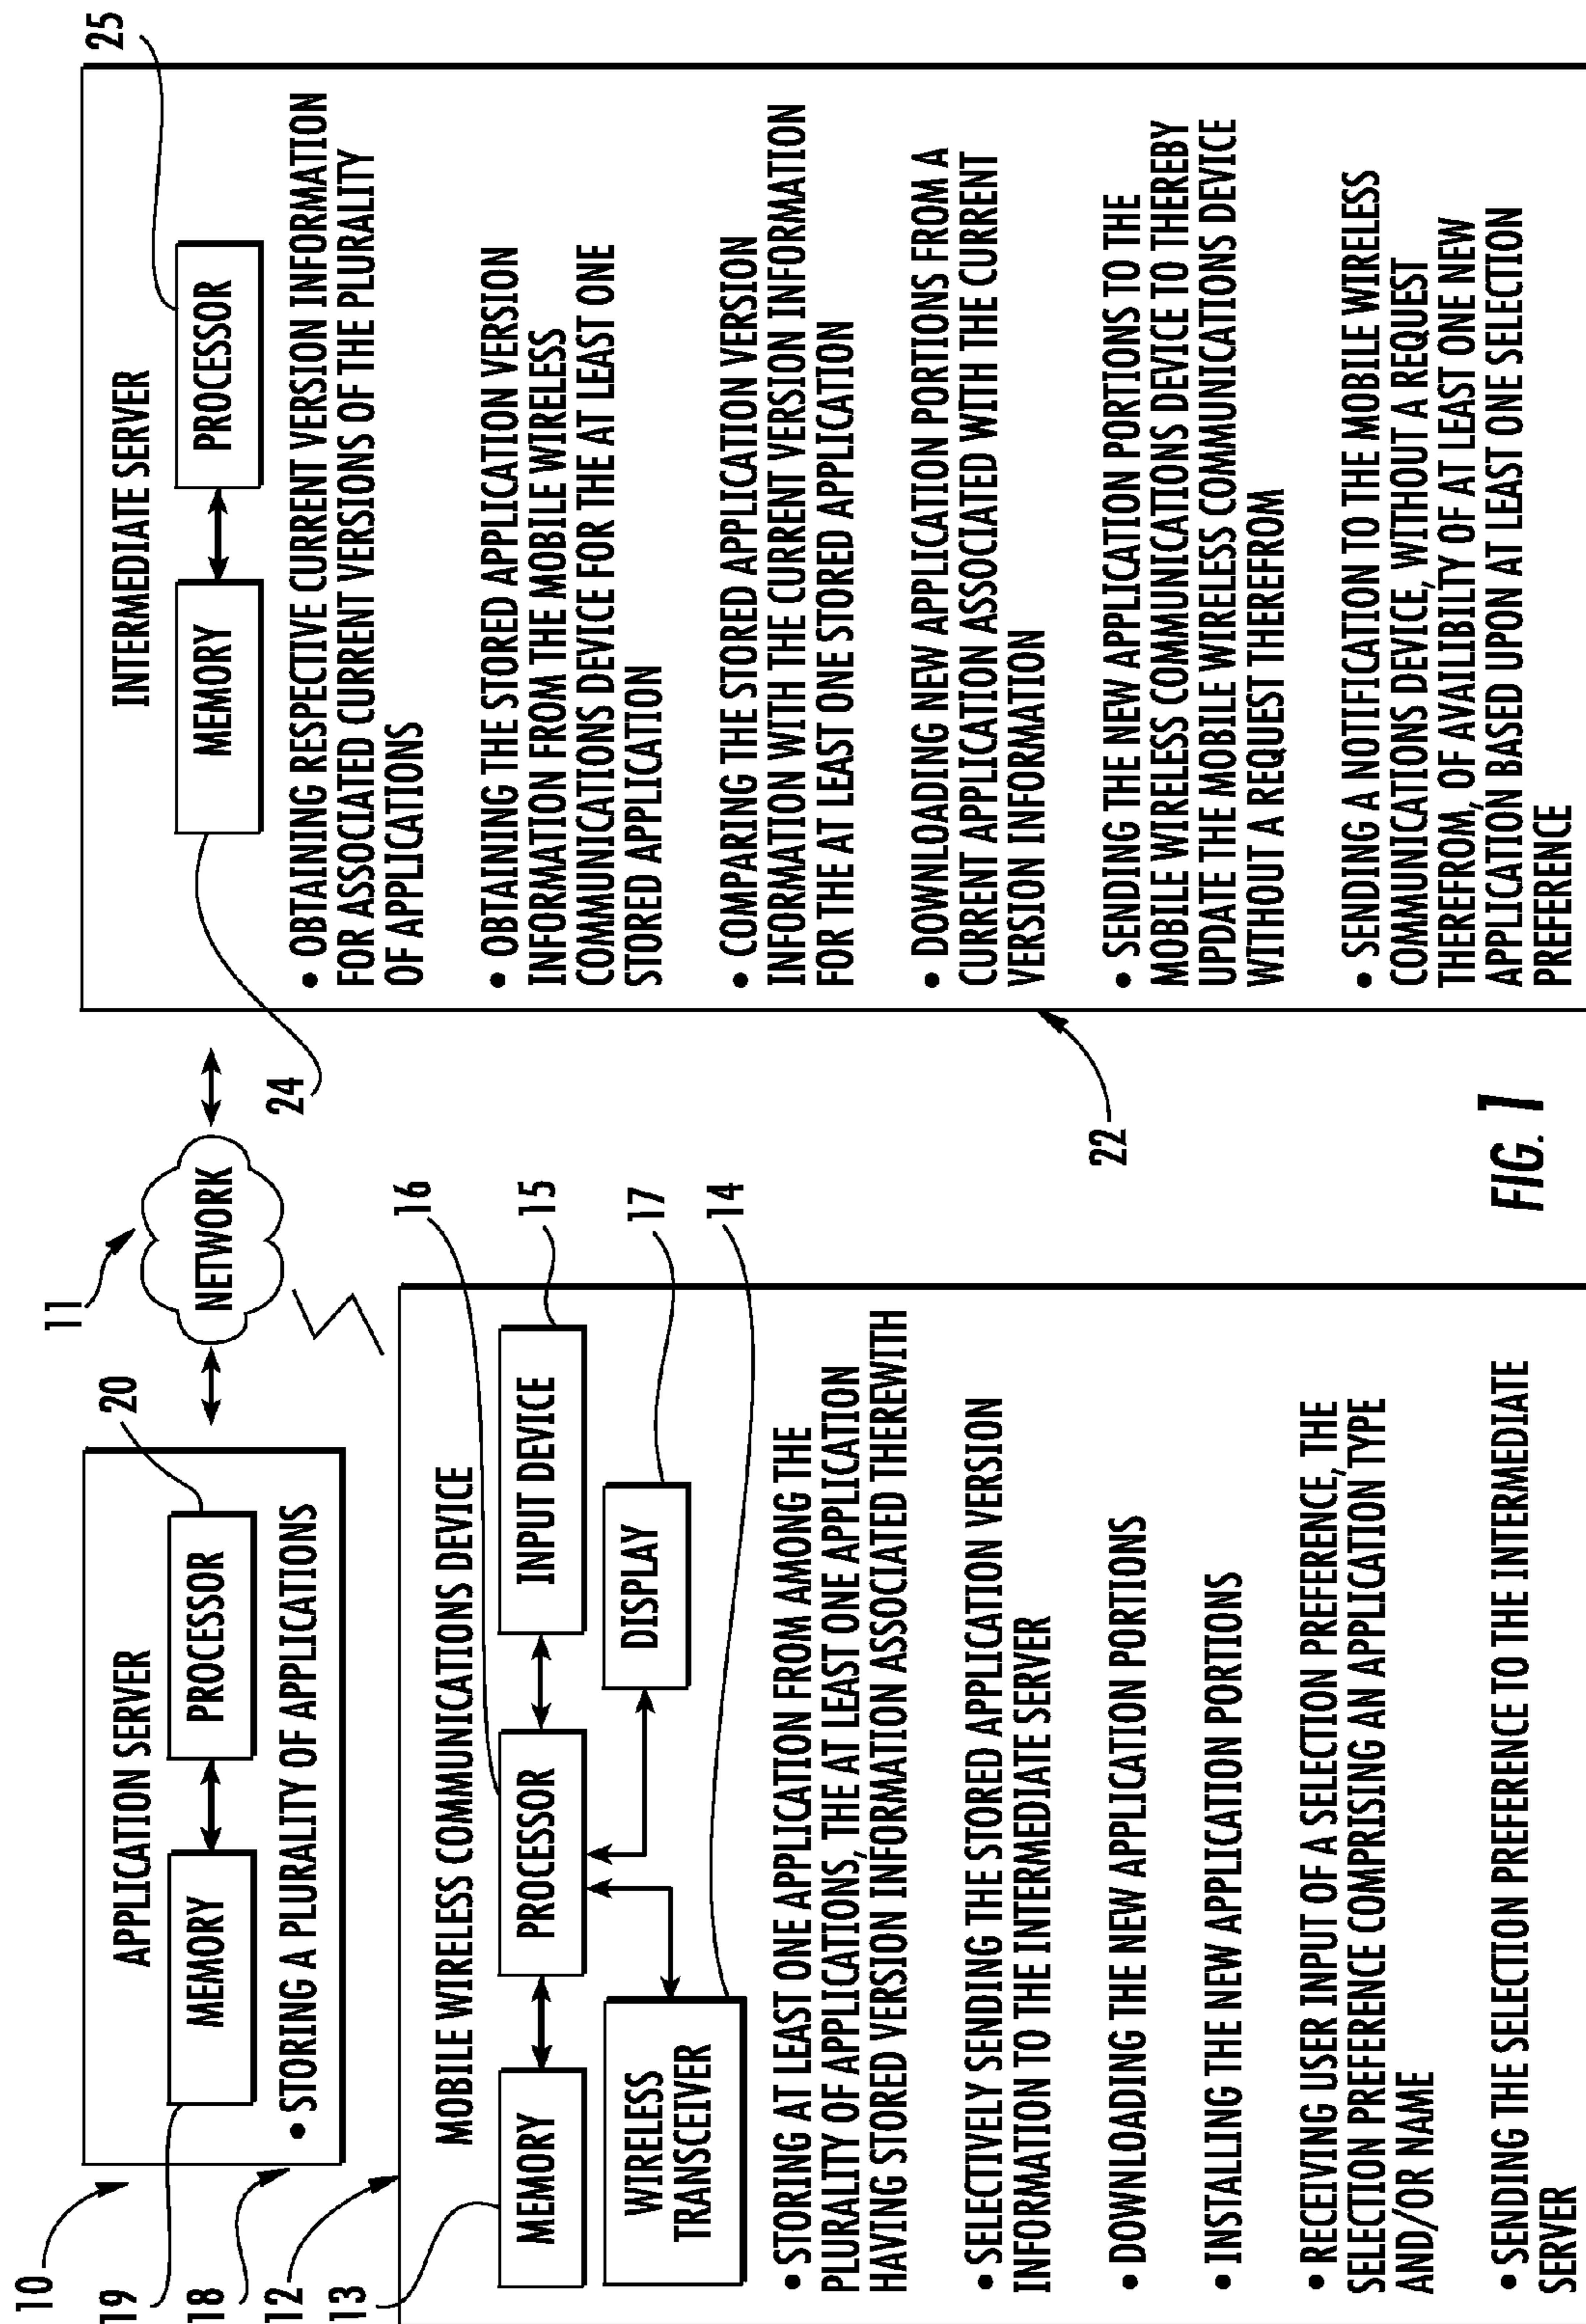 10
19
18
12
13
11
20
16
15
17
14
24
25
22
APPLICATION SERVER
MEMORY
PROCESSOR
• STORING A PLURALITY OF APPLICATIONS
NETWORK
MOBILE WIRELESS COMMUNICATIONS DEVICE
MEMORY
PROCESSOR
INPUT DEVICE
WIRELESS
TRANSCEIVER
DISPLAY
• STORING AT LEAST ONE APPLICATION FROM AMONG THE
PLURALITY OF APPLICATIONS, THE AT LEAST ONE APPLICATION
HAVING STORED VERSION INFORMATION ASSOCIATED THEREWITH
• SELECTIVELY SENDING THE STORED APPLICATION VERSION
INFORMATION TO THE INTERMEDIATE SERVER
• DOWNLOADING THE NEW APPLICATION PORTIONS
• INSTALLING THE NEW APPLICATION PORTIONS
• RECEIVING USER INPUT OF A SELECTION PREFERENCE, THE
SELECTION PREFERENCE COMPRISING AN APPLICATION TYPE
AND/OR NAME
• SENDING THE SELECTION PREFERENCE TO THE INTERMEDIATE
SERVER
INTERMEDIATE SERVER
MEMORY
PROCESSOR
• OBTAINING RESPECTIVE CURRENT VERSION INFORMATION
FOR ASSOCIATED CURRENT VERSIONS OF THE PLURALITY
OF APPLICATIONS
• OBTAINING THE STORED APPLICATION VERSION
INFORMATION FROM THE MOBILE WIRELESS
COMMUNICATIONS DEVICE FOR THE AT LEAST ONE
STORED APPLICATION
• COMPARING THE STORED APPLICATION VERSION
INFORMATION WITH THE CURRENT VERSION INFORMATION
FOR THE AT LEAST ONE STORED APPLICATION
• DOWNLOADING NEW APPLICATION PORTIONS FROM A
CURRENT APPLICATION ASSOCIATED WITH THE CURRENT
VERSION INFORMATION
• SENDING THE NEW APPLICATION PORTIONS TO THE
MOBILE WIRELESS COMMUNICATIONS DEVICE TO THEREBY
UPDATE THE MOBILE WIRELESS COMMUNICATIONS DEVICE
WITHOUT A REQUEST THEREFROM
• SENDING A NOTIFICATION TO THE MOBILE WIRELESS
COMMUNICATIONS DEVICE, WITHOUT A REQUEST
THEREFROM, OF AVAILIBILTY OF AT LEAST ONE NEW
APPLICATION BASED UPON AT LEAST ONE SELECTION
PREFERENCE
FIG. 1